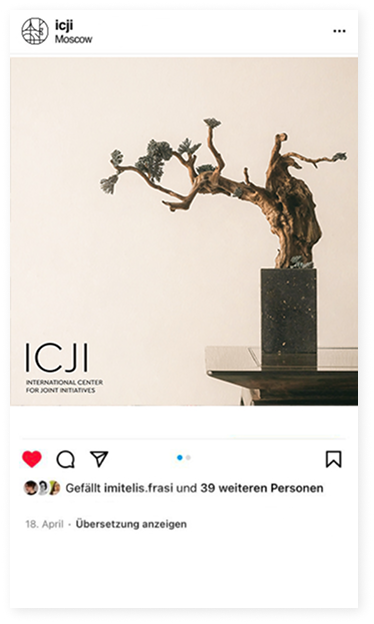 icji
Moscow
ICJI
INTERNATIONAL CENTER
FOR JOINT INITIATIVES
Gefällt imitelis.frasi und 39 weiteren Personen
18. April · Übersetzung anzeigen